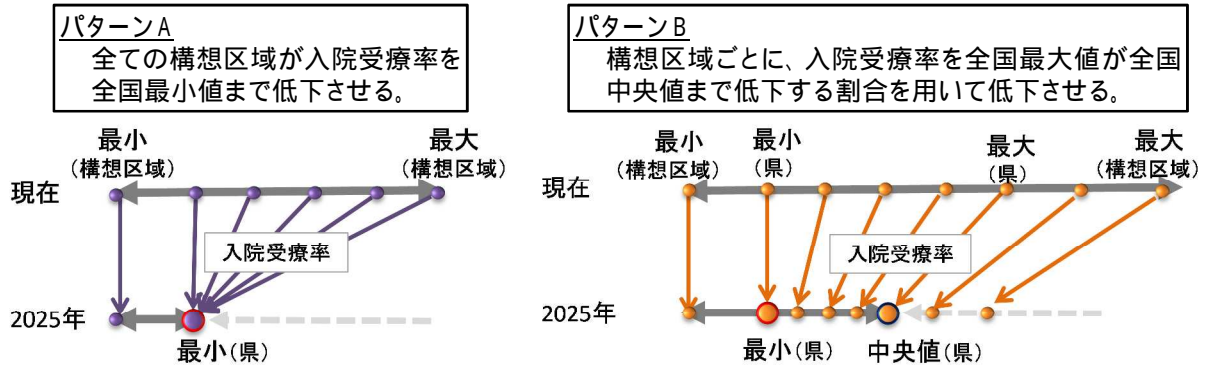 パターンA
全ての構想区域が入院受療率を
全国最小値まで低下させる。
最小
(構想区域)
最大
(構想区域)
現在
入院受療率
2025年
最小(県)
パターンB
構想区域ごとに、入院受療率を全国最大値が全国
中央値まで低下する割合を用いて低下させる。
最小
(構想区域)
最小
(県)
最大
(県)
最大
(構想区域)
現在
入院受療率
2025年
最小(県)
中央値(県)